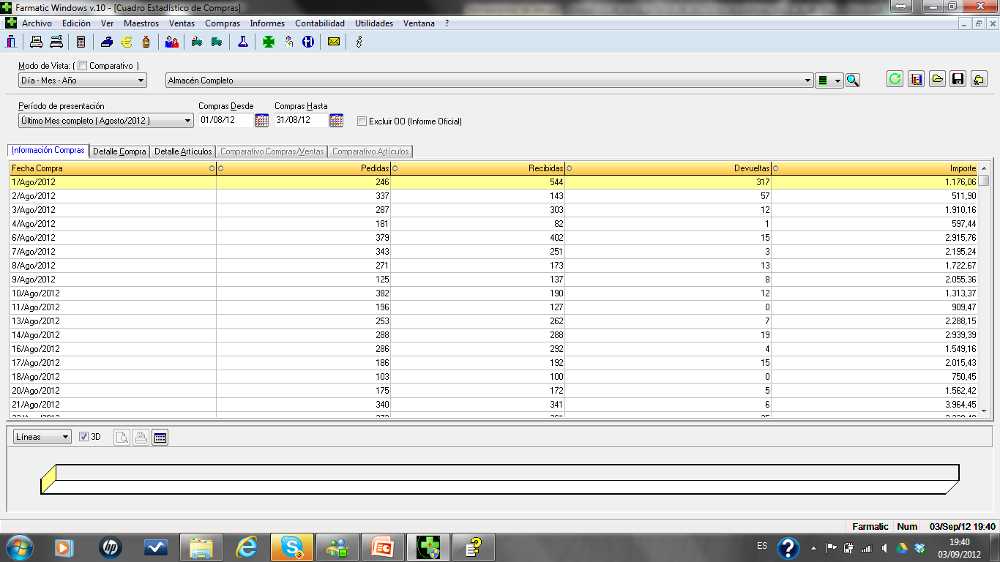 Farmatic Windows v.10 - [Cuadro Estadístico de Compras]
Archivo Edición Ver Maestros Ventas Compras Informes Contabilidad Utilidades Ventana ?
Modo de Vista: ( Comparativo )
Día - Mes - Año Almacén Completo
Período de presentación Compras Desde Compras Hasta
Último Mes completo ( Agosto/2012 ) 01/08/12 31/08/12 Excluir OO (Informe Oficial)
Información Compras Detalle Compra Detalle Artículos Comparativo Compras/Ventas Comparativo Artículos
Fecha Compra Pedidas Recibidas Devueltas Importe
1/Ago/2012 246 544 317 1.176,06
2/Ago/2012 337 143 57 511,90
3/Ago/2012 287 303 12 1.910,16
4/Ago/2012 181 82 1 597,44
6/Ago/2012 379 402 15 2.915,76
7/Ago/2012 343 251 3 2.195,24
8/Ago/2012 271 173 13 1.722,67
9/Ago/2012 125 137 8 2.055,36
10/Ago/2012 382 190 12 1.313,37
11/Ago/2012 196 127 0 909,47
13/Ago/2012 253 262 7 2.288,15
14/Ago/2012 288 288 19 2.939,39
16/Ago/2012 286 292 4 1.549,16
17/Ago/2012 186 192 15 2.015,43
18/Ago/2012 103 100 0 750,45
20/Ago/2012 175 172 5 1.562,42
21/Ago/2012 340 341 6 3.964,45
Líneas 3D
Farmatic Num 03/Sep/12 19:40
ES 19:40
03/09/2012